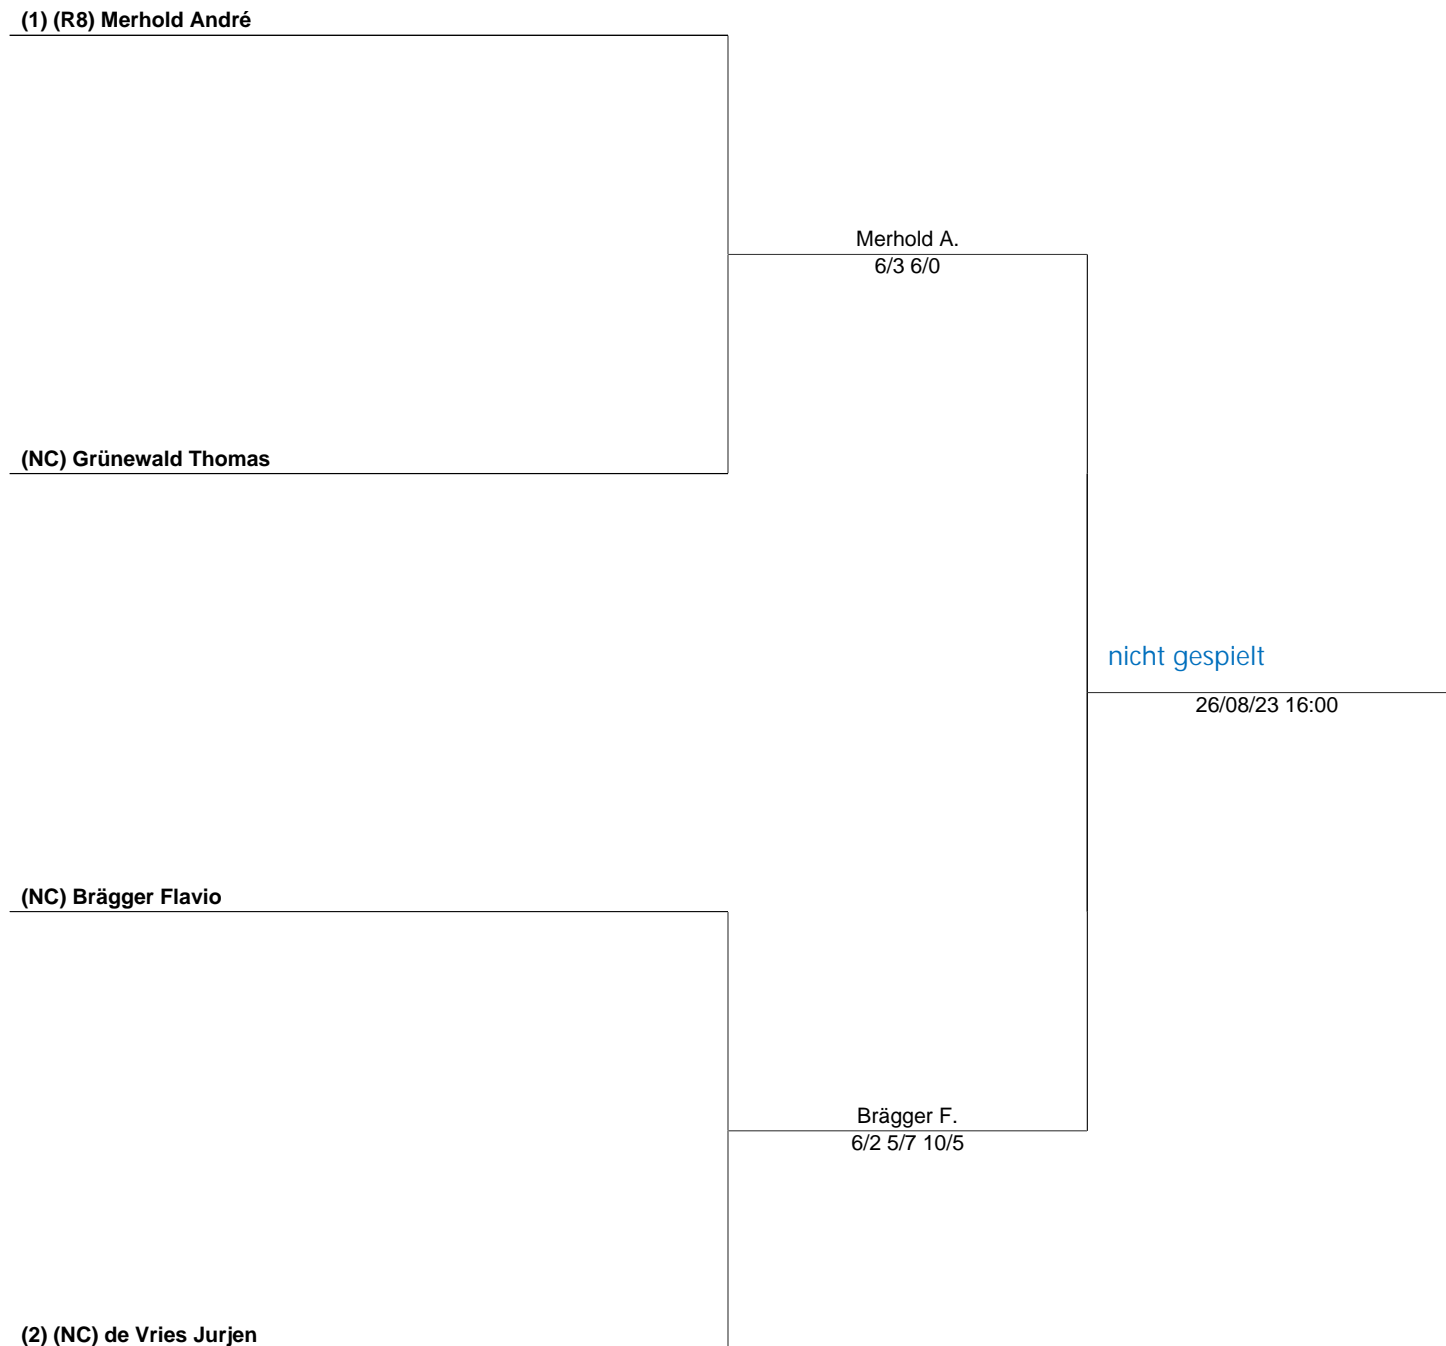 (1) (R8) Merhold André
Merhold A.
6/3 6/0
(NC) Grünewald Thomas
nicht gespielt
26/08/23 16:00
(NC) Brägger Flavio
Brägger F.
6/2 5/7 10/5
(2) (NC) de Vries Jurjen